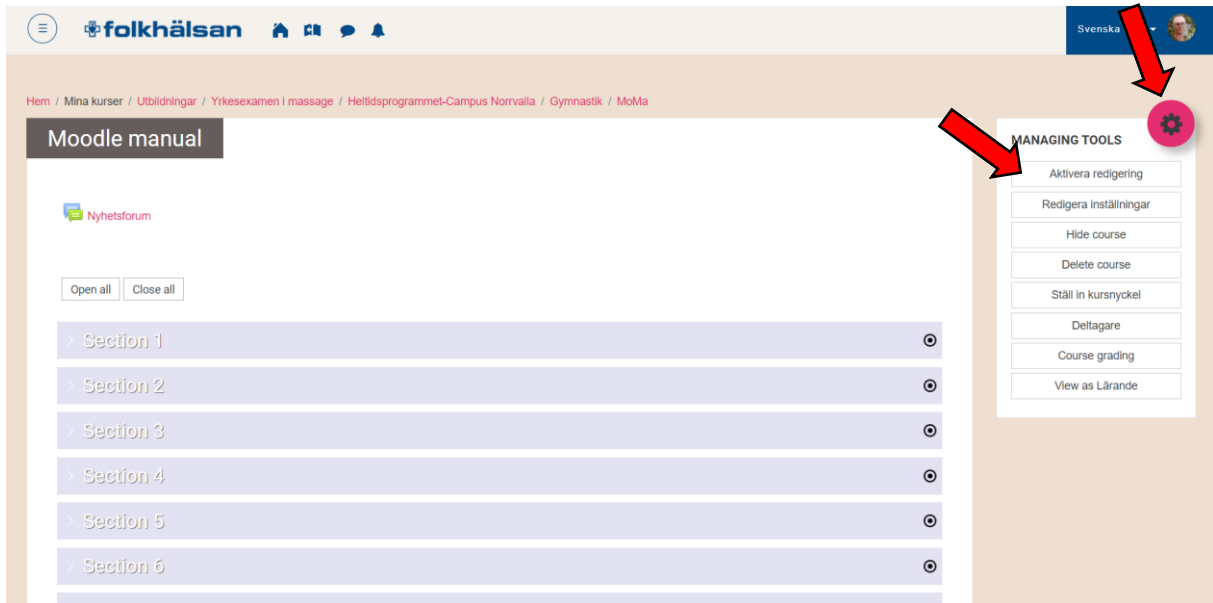 folkhälsan
Svenska
Hem / Mina kurser / Utbildningar / Yrkesexamen i massage / Heltidsprogrammet-Campus Norrvalla / Gymnastik / MoMa
Moodle manual
Nyhetsforum
Open all Close all
Section 1
Section 2
Section 3
Section 4
Section 5
Section 6
MANAGING TOOLS
Aktivera redigering
Redigera inställningar
Hide course
Delete course
Ställ in kursnyckel
Deltagare
Course grading
View as Lärande